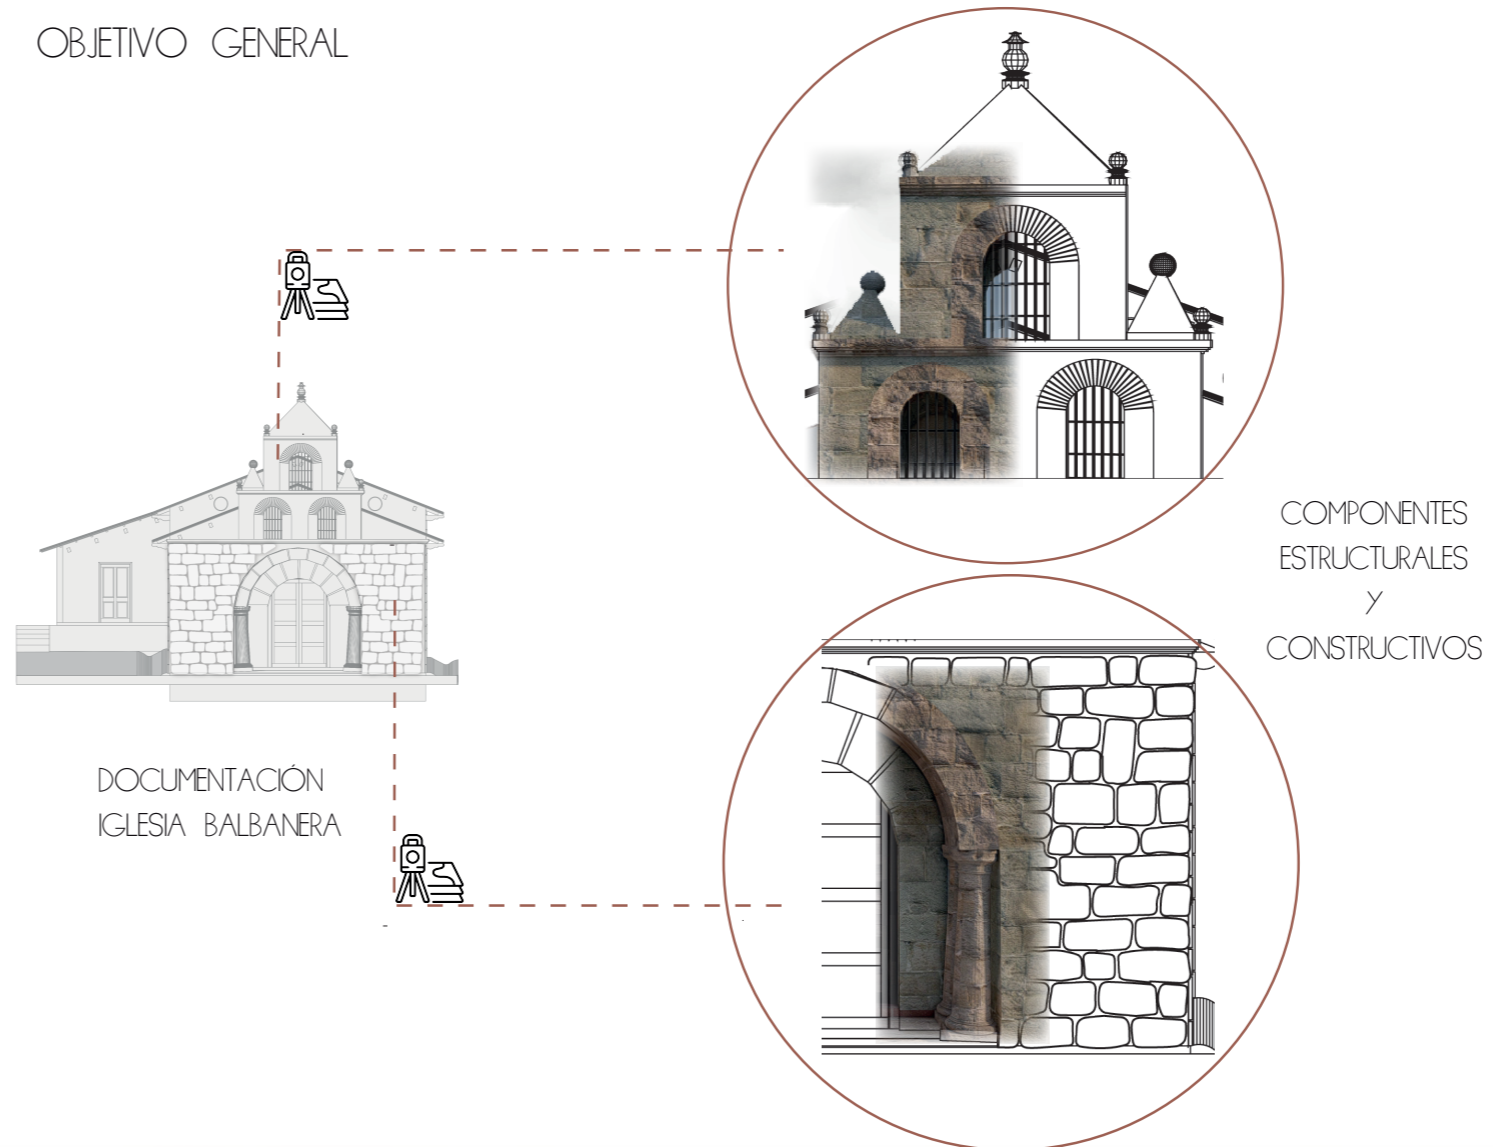 OBJETIVO GENERAL
DOCUMENTACIÓN
IGLESIA BALBANERA
COMPONENTES
ESTRUCTURALES
Y
CONSTRUCTIVOS